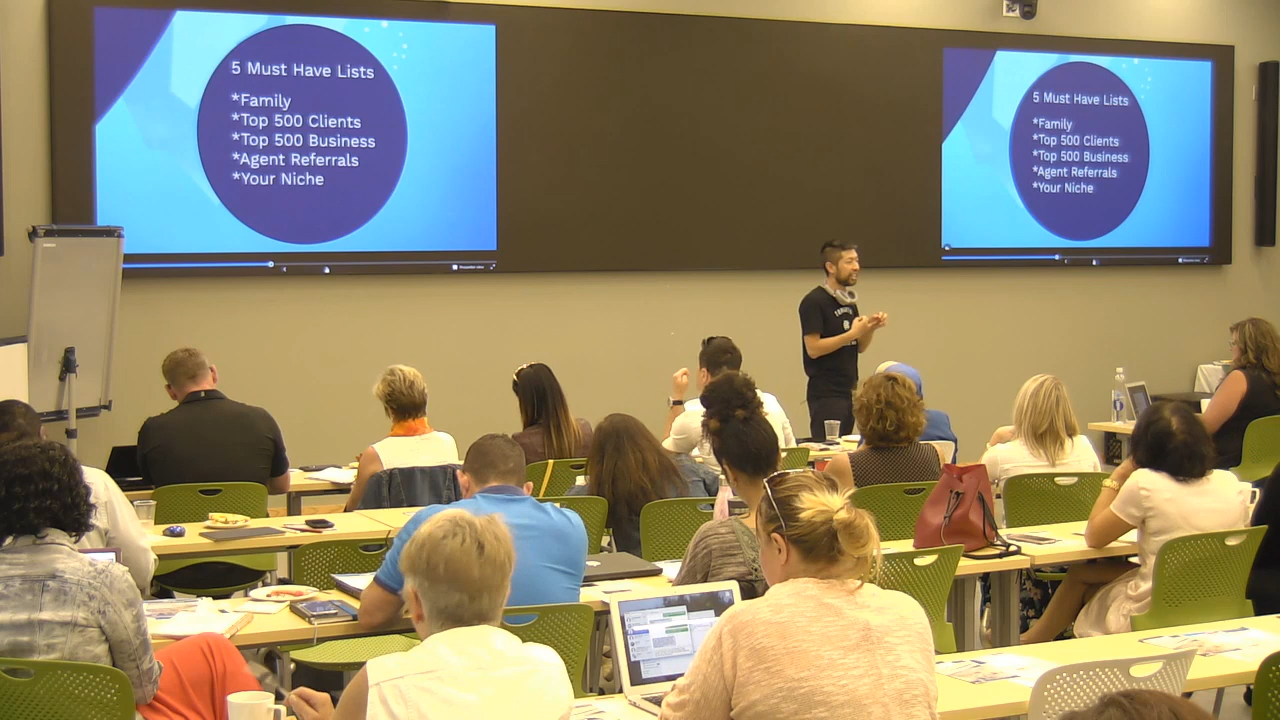 5 Must Have Lists
*Family
*Top 500 Clients
*Top 500 Business
*Agent Referrals
*Your Niche
5 Must Have Lists
*Family
*Top 500 Clients
*Top 500 Business
*Agent Referrals
*Your Niche